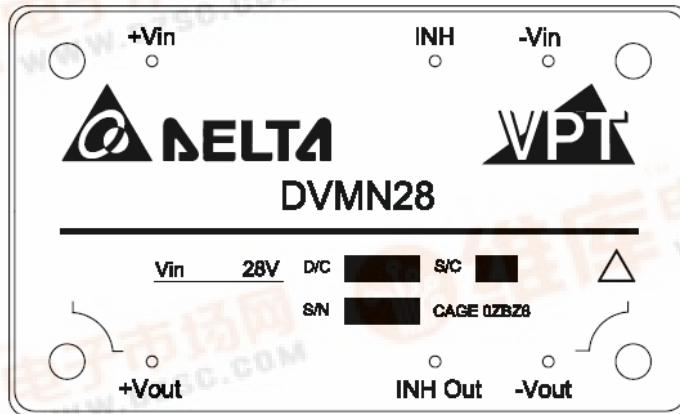 +Vin INH -Vin
DELTA VPT
DVMN28
Vin 28V D/C S/C
S/N CAGE 0ZBZ8
+Vout INH Out -Vout